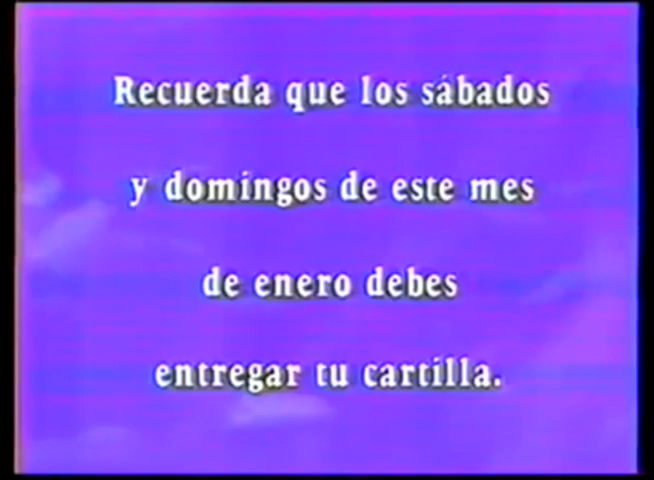 Recuerda que los sábados
y domingos de este mes
de enero debes
entregar tu cartilla.